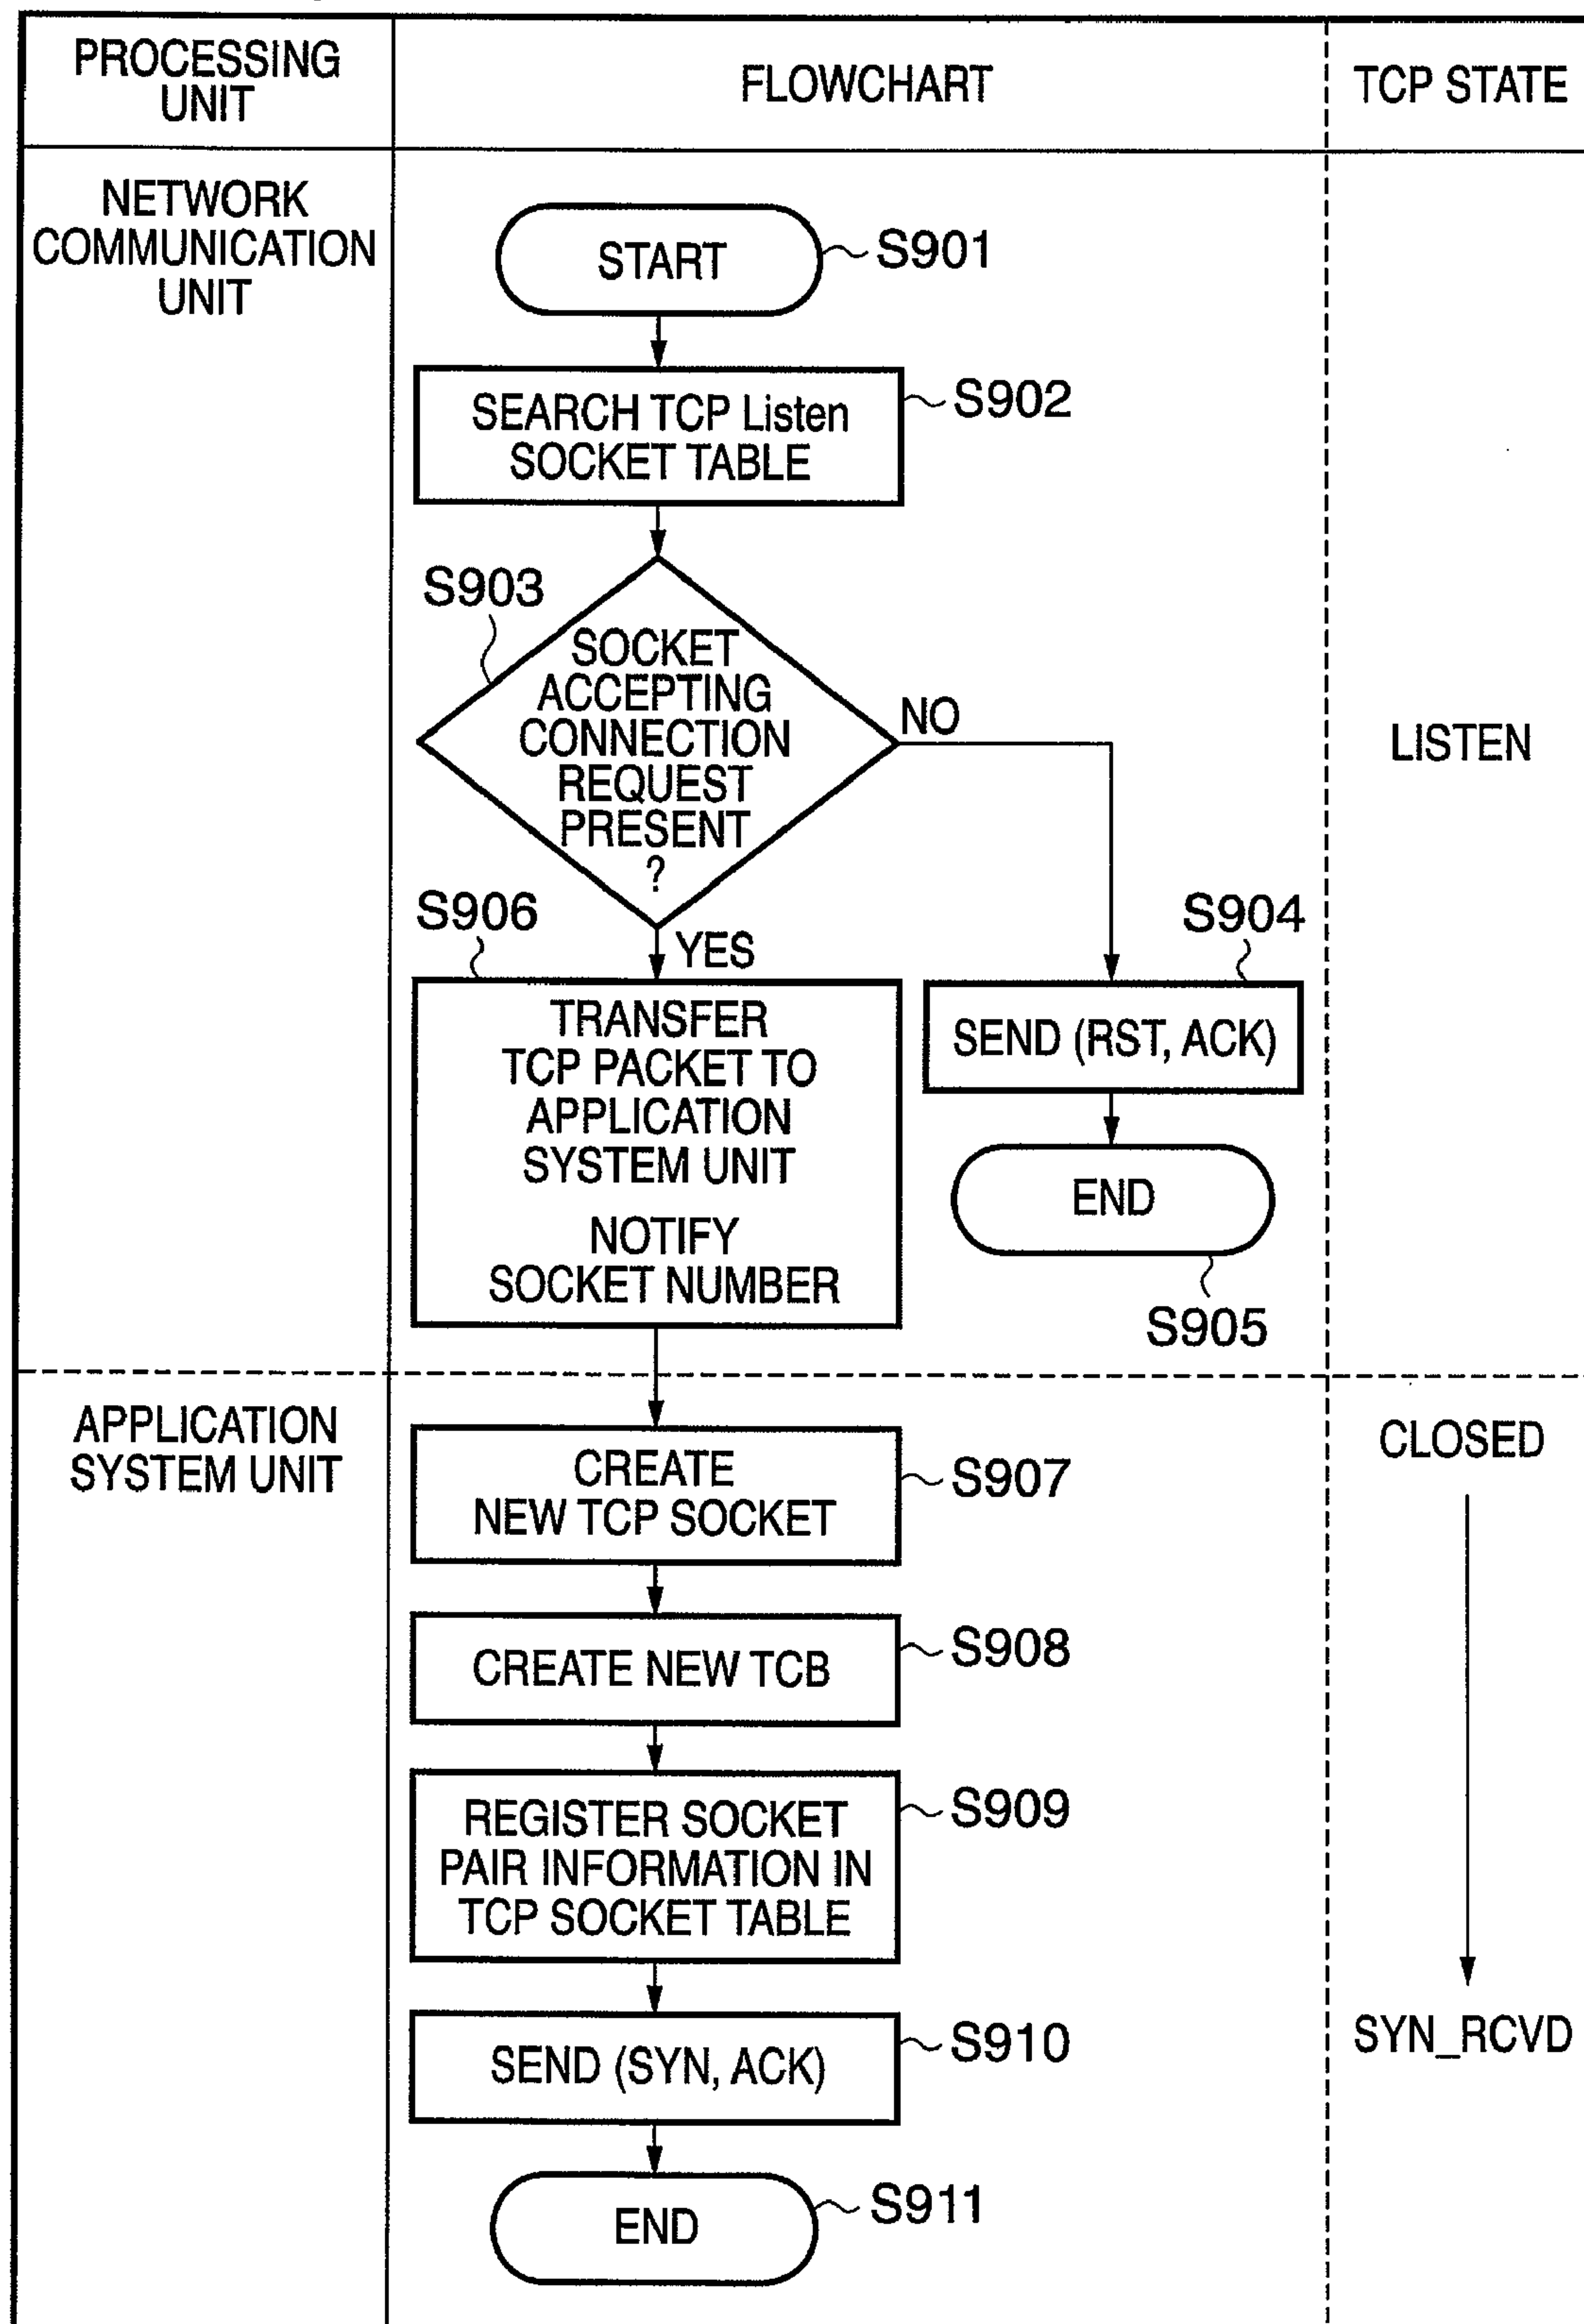 PROCESSING
UNIT
FLOWCHART
TCP STATE
NETWORK
COMMUNICATION
UNIT
START
S901
SEARCH TCP Listen
SOCKET TABLE
S902
S903
SOCKET
ACCEPTING
CONNECTION
REQUEST
PRESENT
?
NO
LISTEN
YES
S906
TRANSFER
TCP PACKET TO
APPLICATION
SYSTEM UNIT
NOTIFY
SOCKET NUMBER
S904
SEND (RST, ACK)
END
S905
APPLICATION
SYSTEM UNIT
CLOSED
CREATE
NEW TCP SOCKET
S907
CREATE NEW TCB
S908
REGISTER SOCKET
PAIR INFORMATION IN
TCP SOCKET TABLE
S909
SEND (SYN, ACK)
S910
SYN_RCVD
END
S911